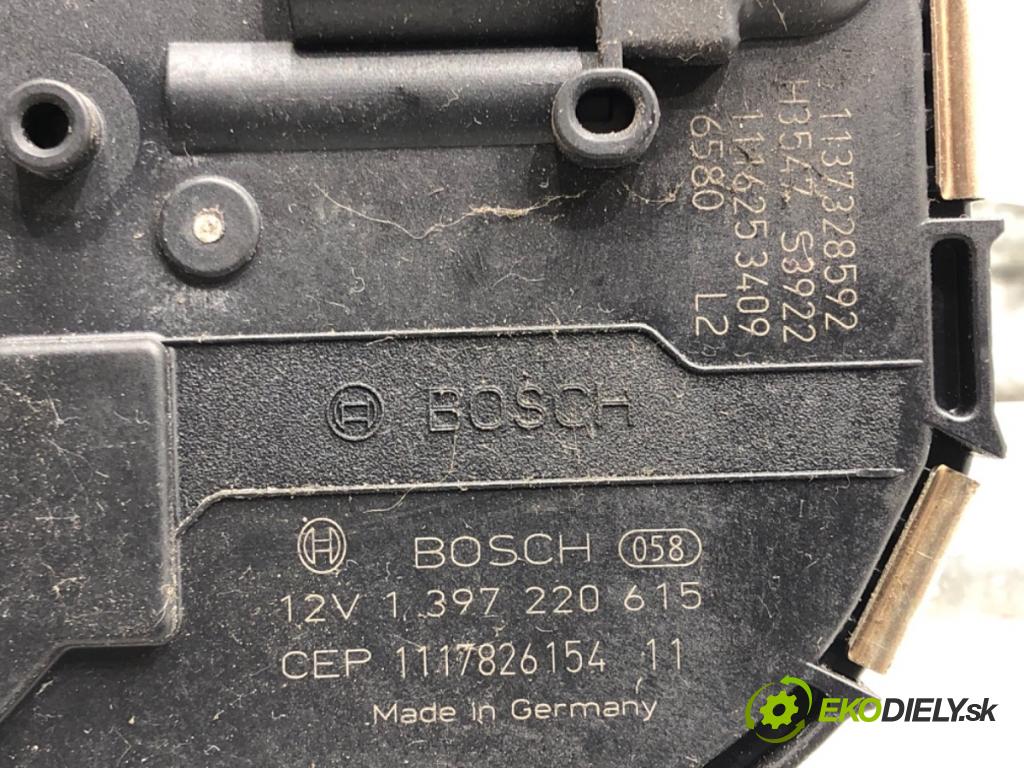 1137328592
H3547 S3922
1116253409
6580 L2
BOSCH
BOSCH 058
12V 1 397 220 615
CEP 1117826154 11
Made in Germany
EKODIELY.sk